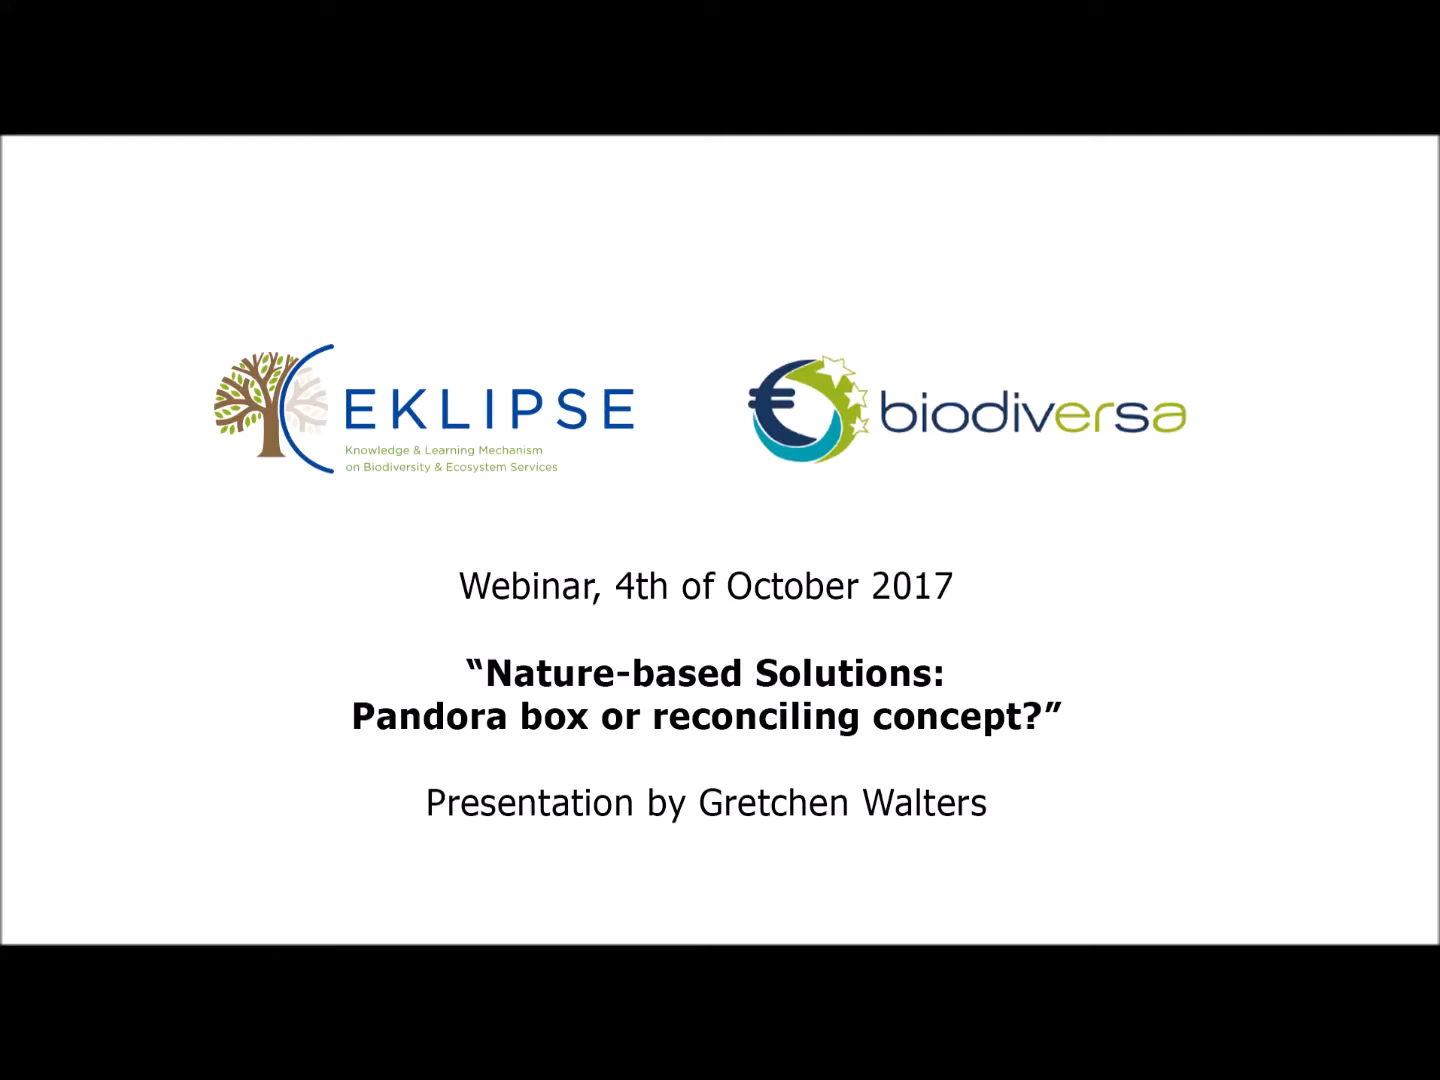 EKLIPSE
Knowledge & Learning Mechanism
on Biodiversity & Ecosystem Services
biodiversa
Webinar, 4th of October 2017
“Nature-based Solutions:
Pandora box or reconciling concept?”
Presentation by Gretchen Walters